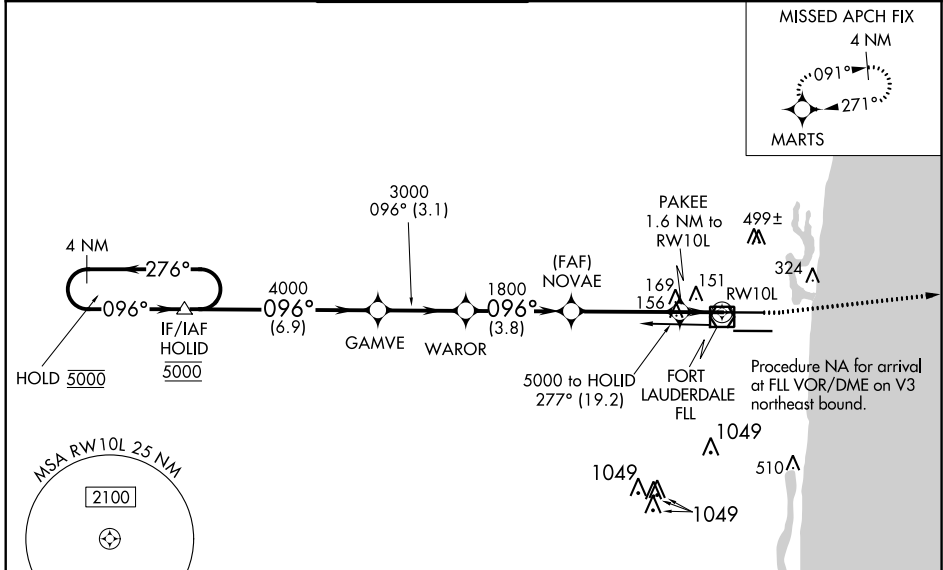 MISSED APCH FIX
4 NM
091°
271°
MARTS
3000
096° (3.1)
PAKEE
1.6 NM to
RW10L
499±
4 NM
276°
(FAF)
NOVAE
324
4000
1800
169
151
RW10L
096°
096°
096°
156
(6.9)
(3.8)
IF/IAF
HOLID
5000
GAMVE
WAROR
HOLD 5000
5000 to HOLID
277° (19.2)
FORT
LAUDERDALE
FLL
Procedure NA for arrival
at FLL VOR/DME on V3
northeast bound.
1049
510
1049
1049
MSA RW10L 25 NM
2100